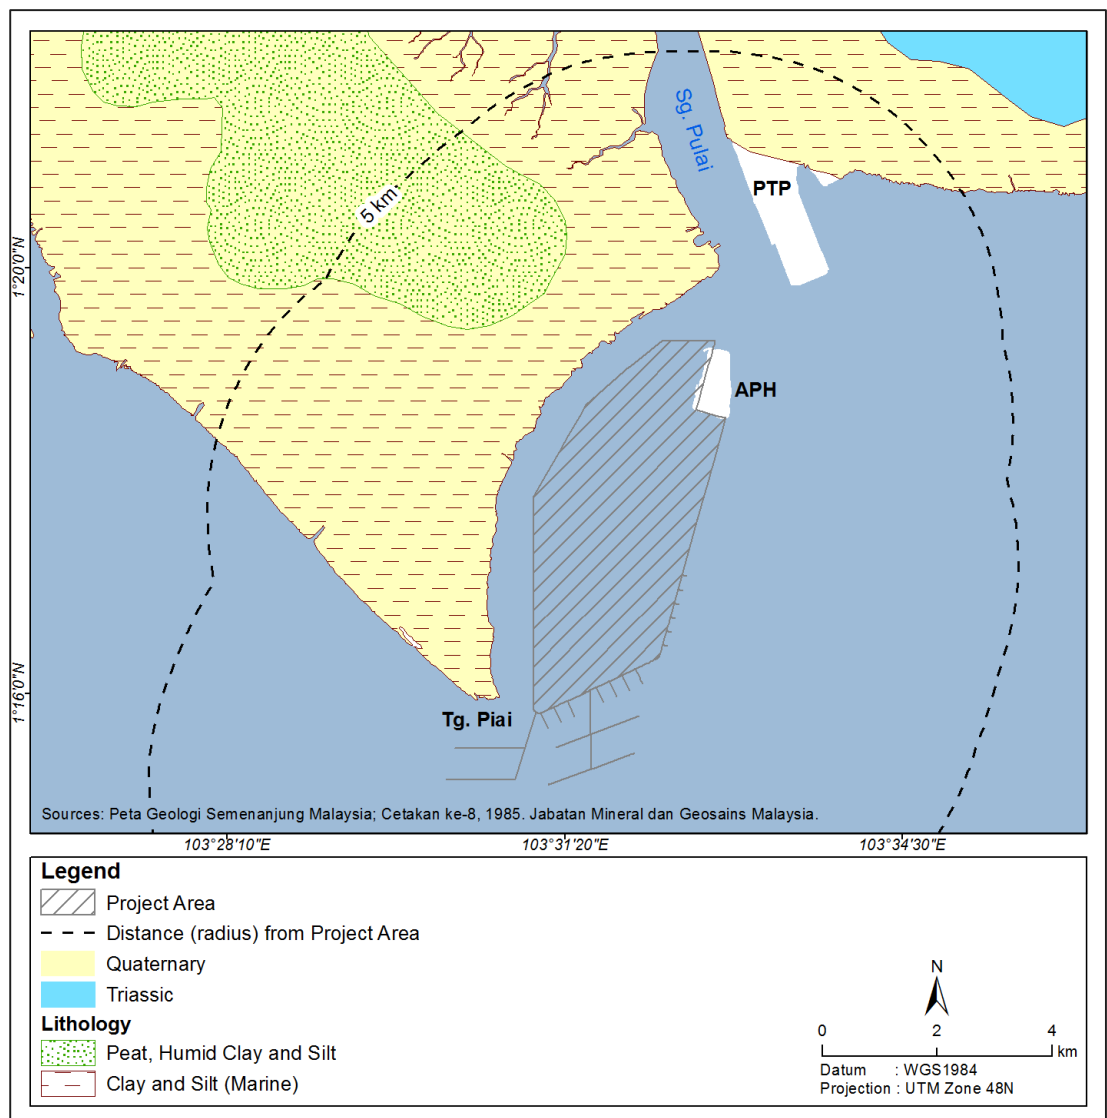 Sg. Pulai
PTP
5 km
1°20'0"N
APH
1°16'0"N
Tg. Piai
Sources: Peta Geologi Semenanjung Malaysia; Cetakan ke-8, 1985. Jabatan Mineral dan Geosains Malaysia.
103°28'10"E
103°31'20"E
103°34'30"E
Legend
Project Area
Distance (radius) from Project Area
Quaternary
Triassic
Lithology
Peat, Humid Clay and Silt
Clay and Silt (Marine)
N
0 2 4
km
Datum : WGS1984
Projection : UTM Zone 48N